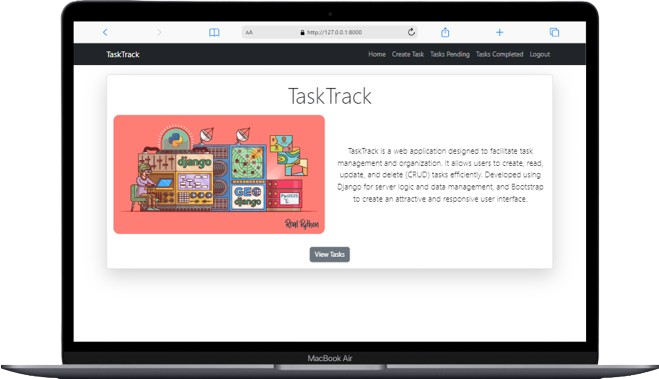 AA http://127.0.0.1:8000
TaskTrack Home Create Task Tasks Pending Tasks Completed Logout
TaskTrack
django
GEO
django
Real Python
TaskTrack is a web application designed to facilitate task
management and organization. It allows users to create, read,
update, and delete (CRUD) tasks efficiently. Developed using
Django for server logic and data management, and Bootstrap
to create an attractive and responsive user interface.
View Tasks
MacBook Air